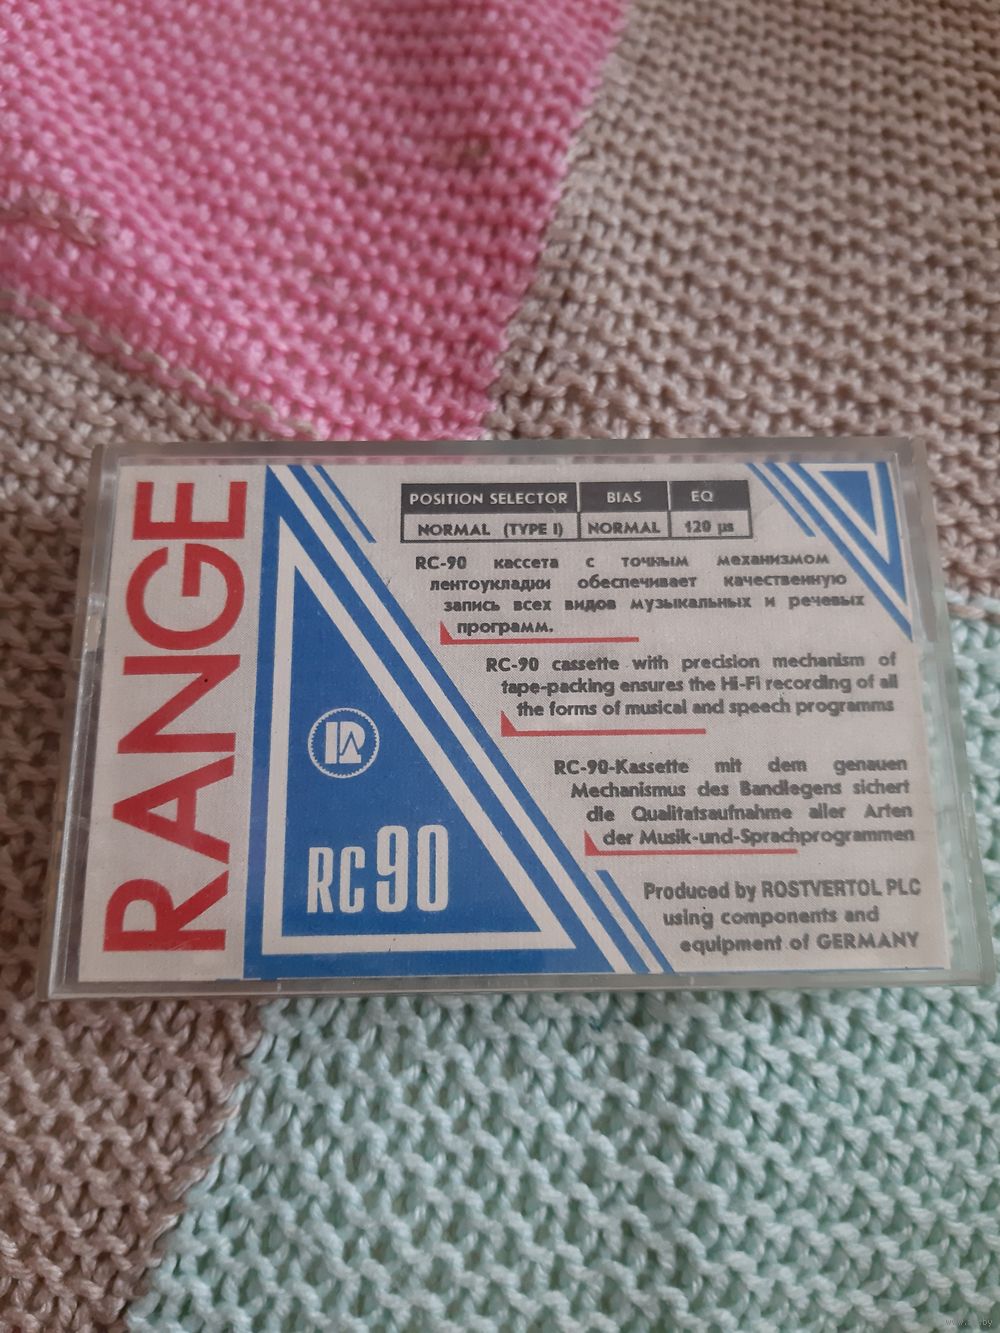 RANGE
POSITION SELECTOR BIAS EQ
NORMAL (TYPE I) NORMAL 120 µs
RC-90 кассета с точным механизмом
лентоукладки обеспечивает качественную
запись всех видов музыкальных и речевых
программ.
RC-90 cassette with precision mechanism of
tape-packing ensures the Hi-Fi recording of all
the forms of musical and speech programms
RC-90-Kassette mit dem genauen
Mechanismus des Bandlegens sichert
die Qualitatsaufnahme aller Arten
der Musik-und-Sprachprogrammen
RC90
Produced by ROSTVERTOL PLC
using components and
equipment of GERMANY